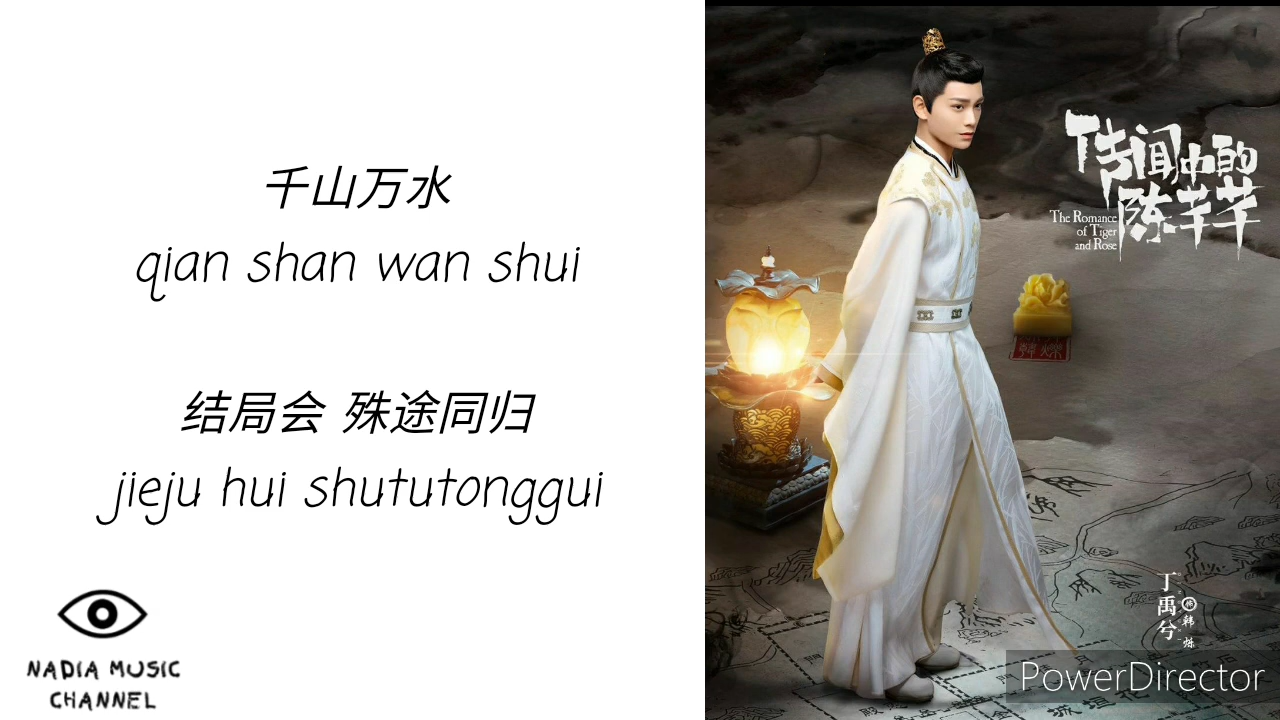 千山万水
qian shan wan shui
结局会 殊途同归
jieju hui shututonggui
NADIA MUSIC
CHANNEL
传闻中的
陈芊芊
The Romance
of Tiger
and Rose
丁禹兮
饰
韩烁
PowerDirector